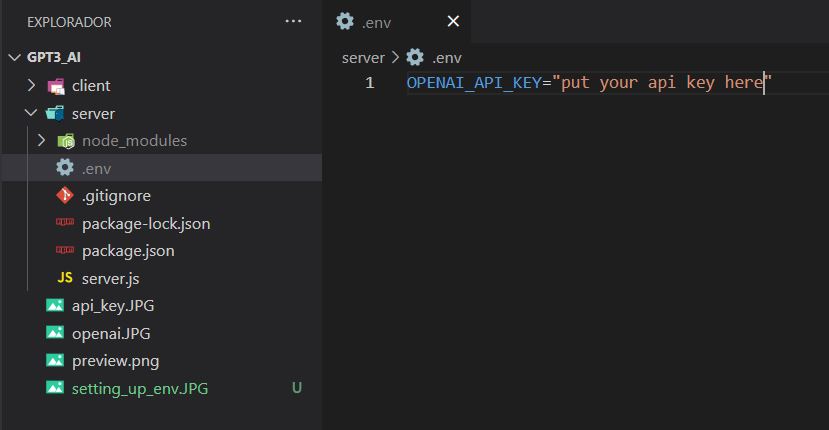 EXPLORADOR
GPT3_AI
client
server
node_modules
.env
.gitignore
package-lock.json
package.json
JS server.js
api_key.JPG
openai.JPG
preview.png
setting_up_env.JPG U
.env
server > .env
1 OPENAI_API_KEY="put your api key here"